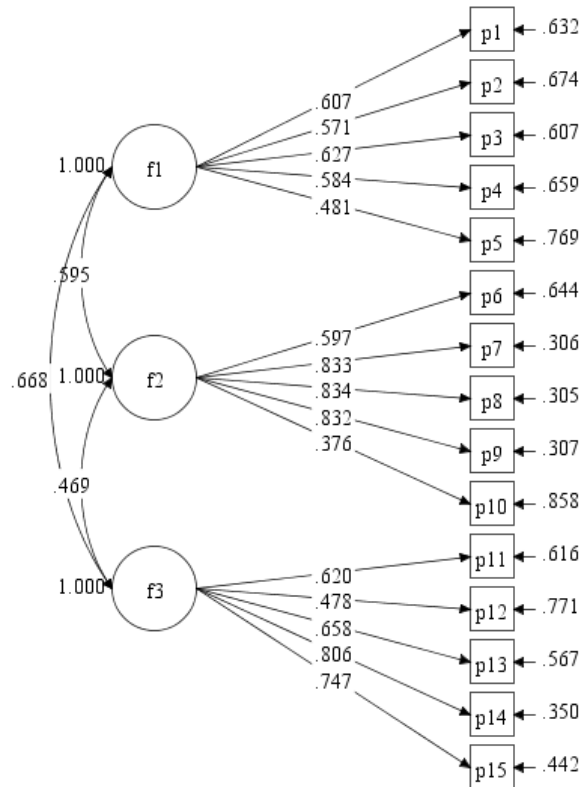 p1 .632
p2 .674
.607
.571
p3 .607
.627
1.000 f1
.584
p4 .659
.481
p5 .769
.595
p6 .644
.597
p7 .306
.833
.668 1.000 f2
.834
p8 .305
.832
.376
p9 .307
.469
p10 .858
p11 .616
.620
1.000 f3
.478
p12 .771
.658
.806
p13 .567
.747
p14 .350
p15 .442